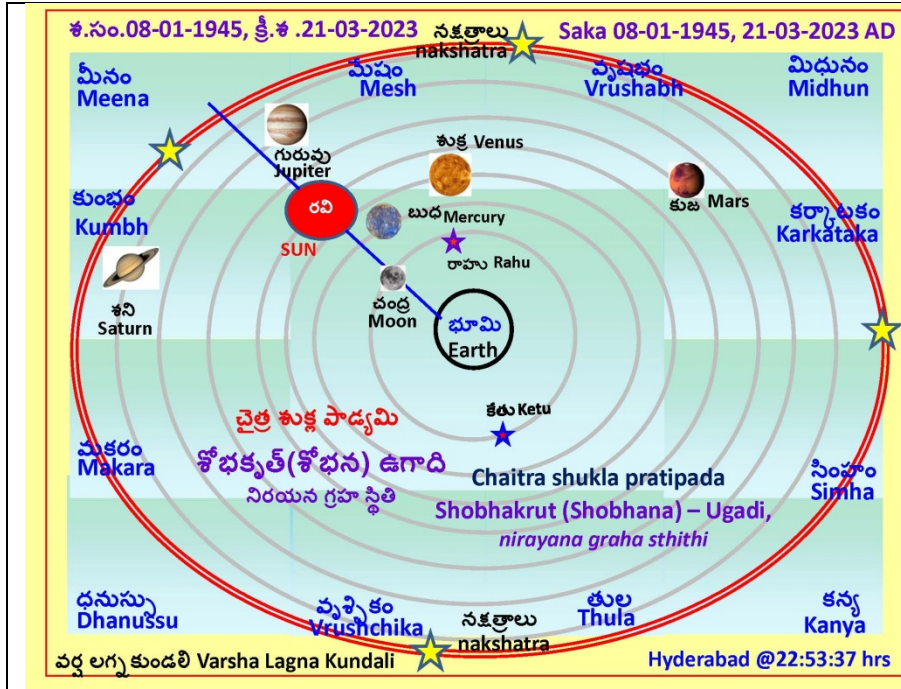 శ.సం.08-01-1945, క్రీ.శ .21-03-2023
నక్షత్రాలు
nakshatra
Saka 08-01-1945, 21-03-2023 AD
మీనం
Meena
మేషం
Mesh
వృషభం
Vrushabh
మిధునం
Midhun
గురువు
Jupiter
శుక్ర Venus
కుజ Mars
కుంభం
Kumbh
రవి
SUN
బుధ Mercury
రాహు Rahu
కర్కాటకం
Karkataka
శని
Saturn
చంద్ర
Moon
భూమి
Earth
కేతు Ketu
చైత్ర శుక్ల పాడ్యమి
శోభకృత్(శోభన) ఉగాది
నిరయన గ్రహ స్థితి
మకరం
Makara
Chaitra shukla pratipada
Shobhakrut (Shobhana) – Ugadi,
nirayana graha sthithi
సింహం
Simha
ధనుస్సు
Dhanussu
వృశ్చికం
Vrushchika
నక్షత్రాలు
nakshatra
తుల
Thula
కన్య
Kanya
వర్ష లగ్న కుండలి Varsha Lagna Kundali
Hyderabad @22:53:37 hrs